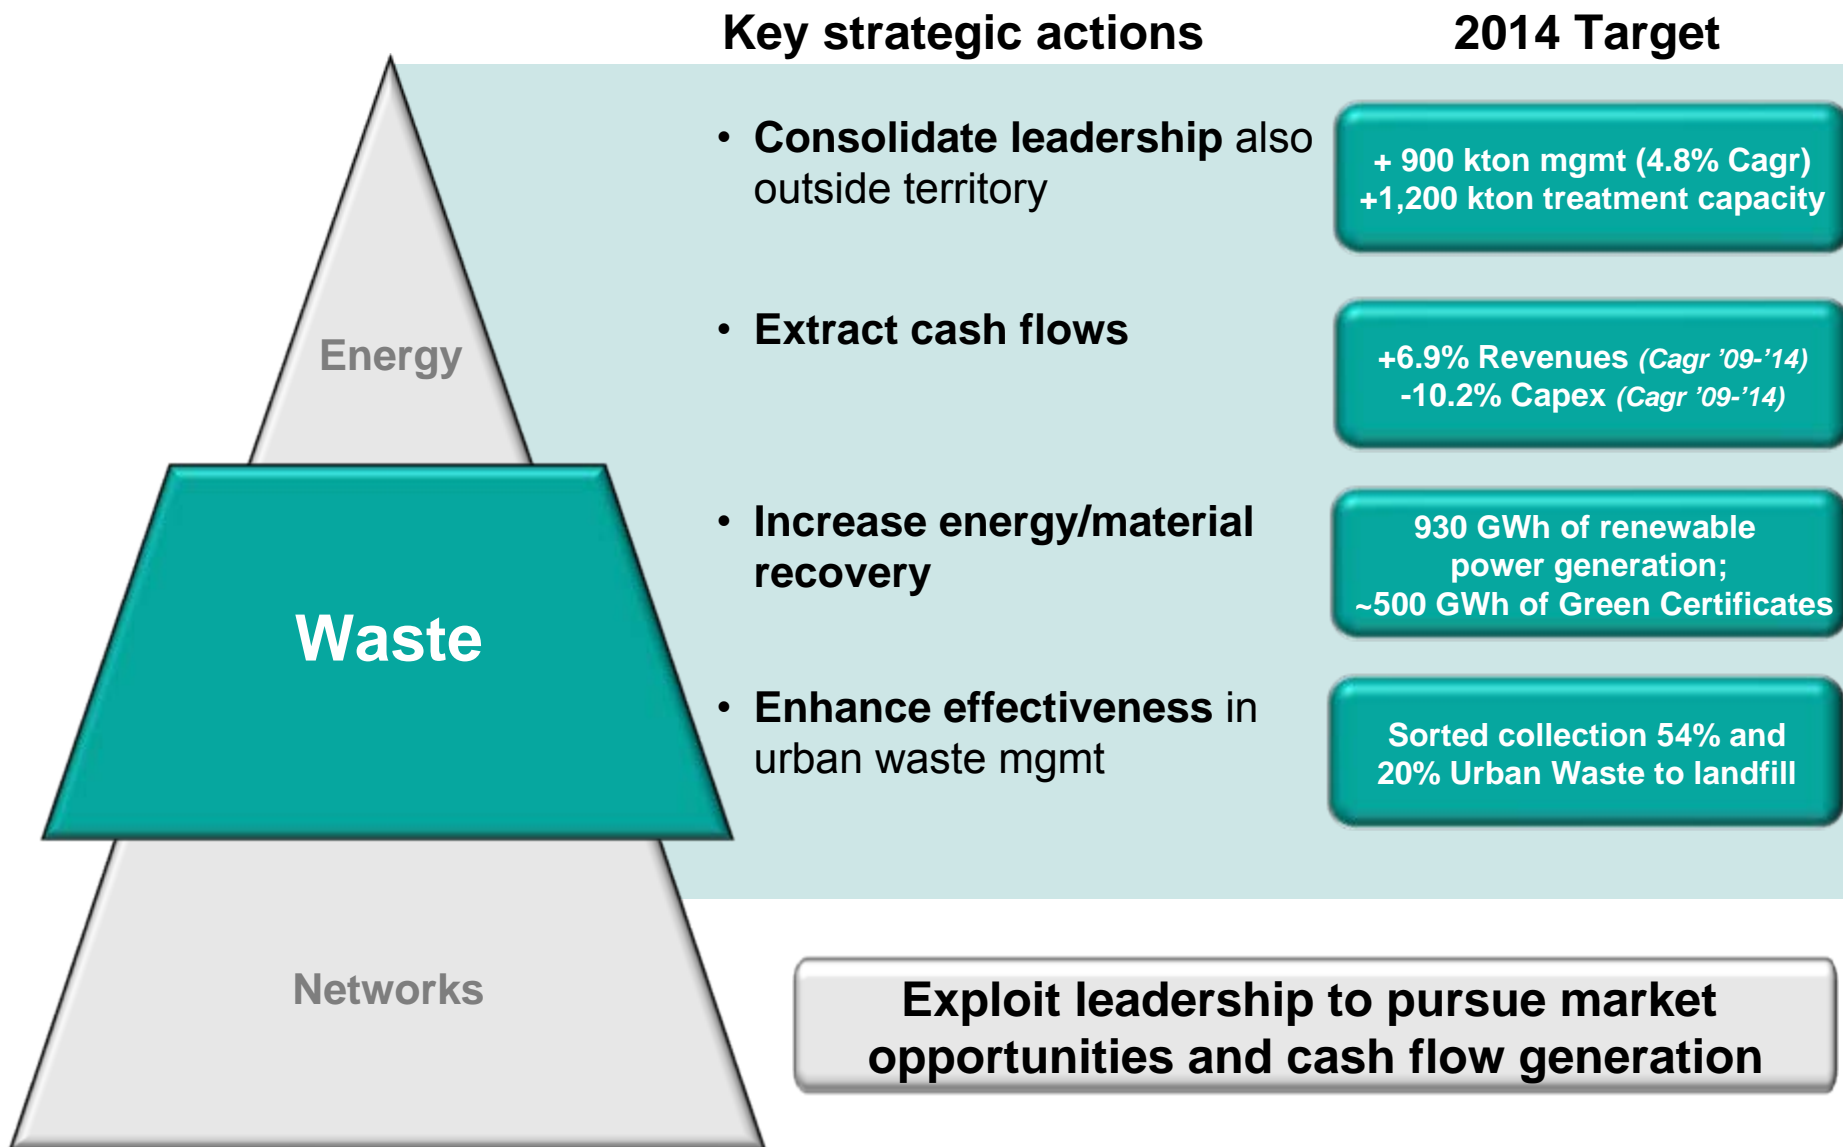 Key strategic actions
2014 Target
• Consolidate leadership also
outside territory
+ 900 kton mgmt (4.8% Cagr)
+1,200 kton treatment capacity
• Extract cash flows
+6.9% Revenues (Cagr ’09-’14)
-10.2% Capex (Cagr ’09-’14)
Energy
• Increase energy/material
recovery
930 GWh of renewable
power generation;
~500 GWh of Green Certificates
Waste
• Enhance effectiveness in
urban waste mgmt
Sorted collection 54% and
20% Urban Waste to landfill
Networks
Exploit leadership to pursue market
opportunities and cash flow generation